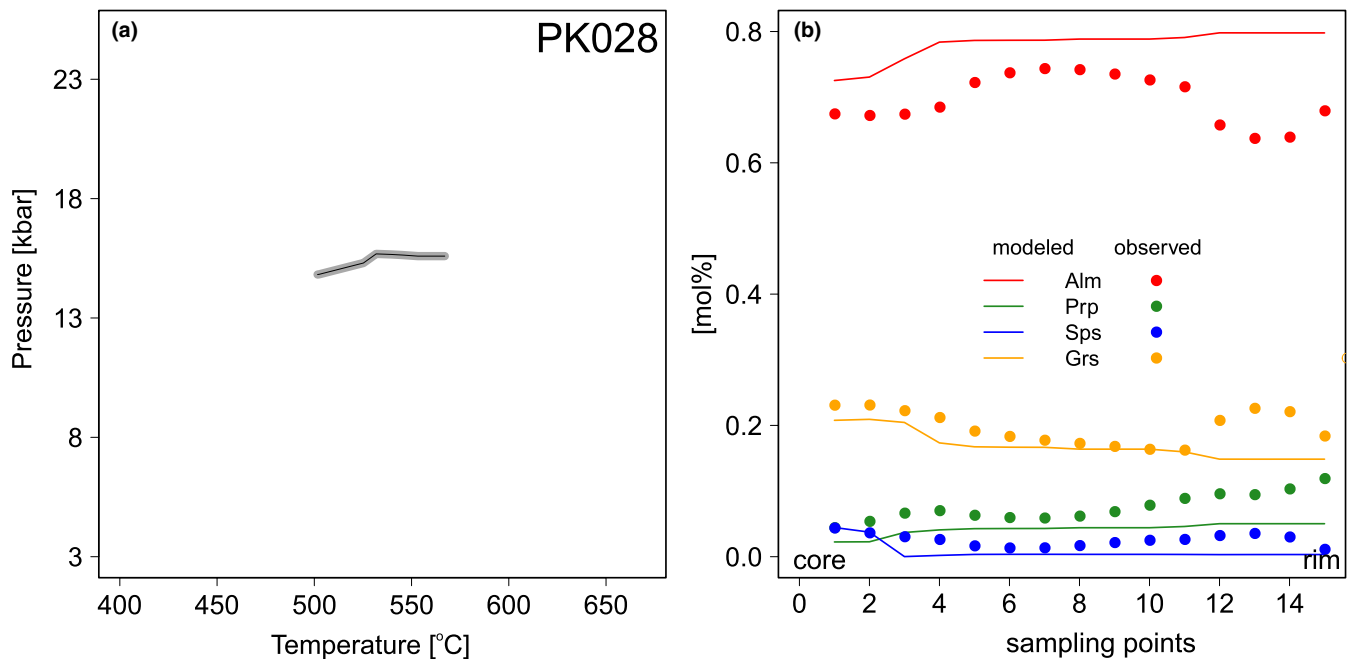 (a)
PK028
23
18
13
8
3
Pressure [kbar]
400 450 500 550 600 650
Temperature [°C]
(b)
0.8
0.6
0.4
0.2
0.0
[mol%]
modeled observed
Alm
Prp
Sps
Grs
core rim
0 2 4 6 8 10 12 14
sampling points